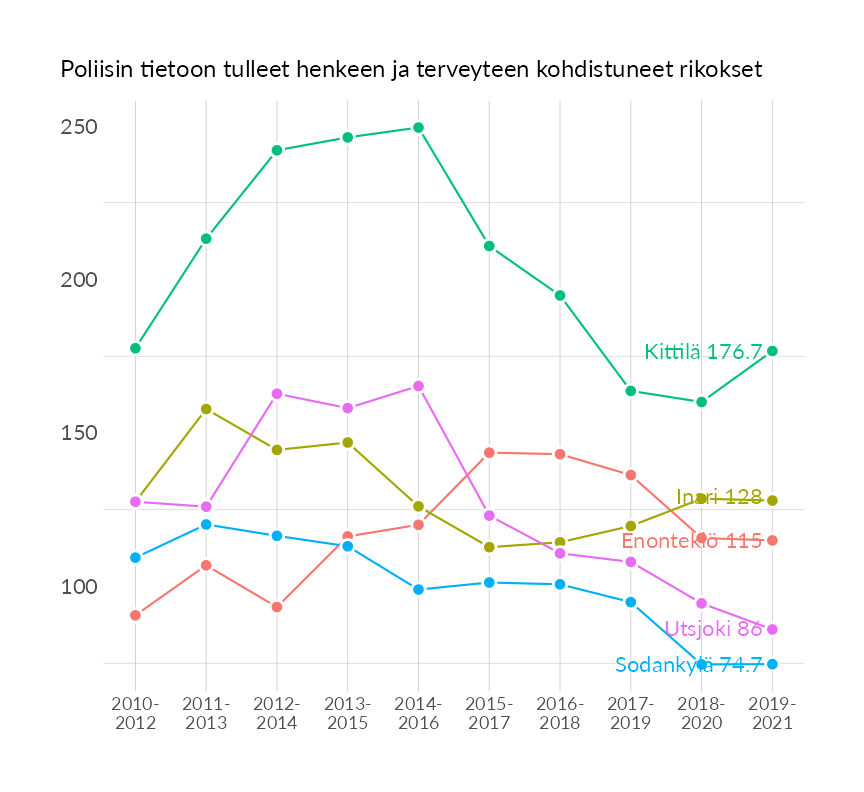 Poliisin tietoon tulleet henkeen ja terveyteen kohdistuneet rikokset
250
200
Kittilä 176.7
150
Inari 128
Enontekiö 115
100
Utsjoki 86
Sodankylä 74.7
2010- 2011- 2012- 2013- 2014- 2015- 2016- 2017- 2018- 2019-
2012 2013 2014 2015 2016 2017 2018 2019 2020 2021